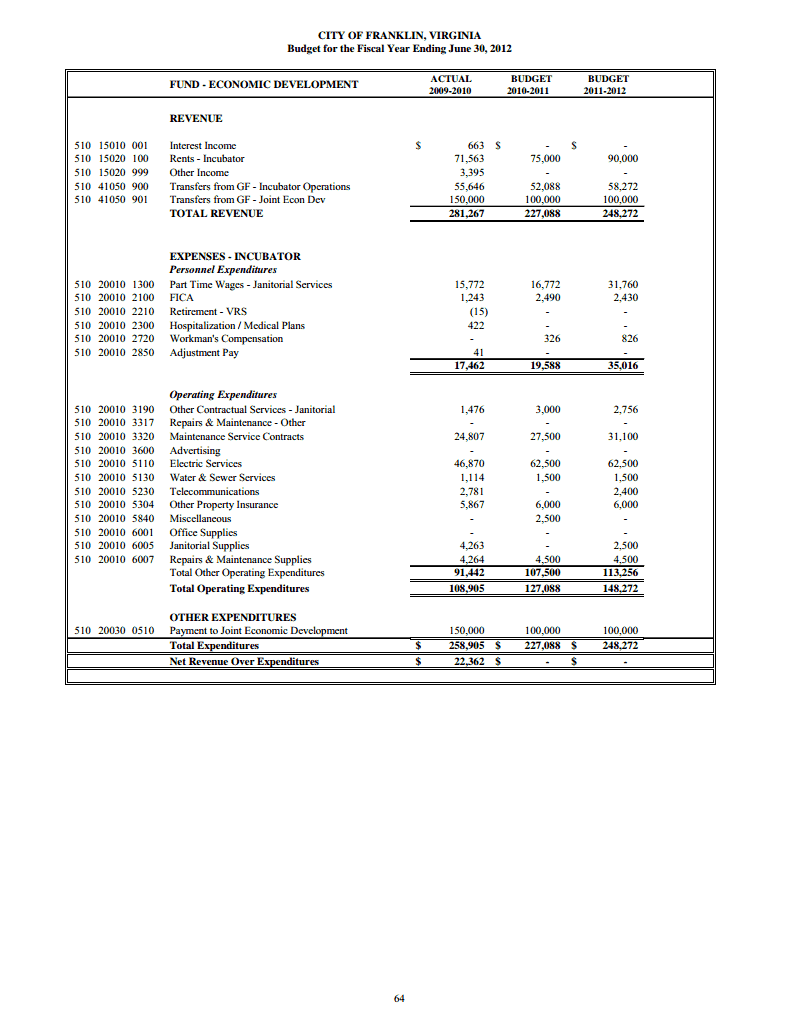 CITY OF FRANKLIN, VIRGINIA
Budget for the Fiscal Year Ending June 30, 2012
FUND - ECONOMIC DEVELOPMENT ACTUAL 2009-2010 BUDGET 2010-2011 BUDGET 2011-2012
REVENUE
510 15010 001 Interest Income $ 663 $ - $ -
510 15020 100 Rents - Incubator 71,563 75,000 90,000
510 15020 999 Other Income 3,395 - -
510 41050 900 Transfers from GF - Incubator Operations 55,646 52,088 58,272
510 41050 901 Transfers from GF - Joint Econ Dev 150,000 100,000 100,000
TOTAL REVENUE 281,267 227,088 248,272
EXPENSES - INCUBATOR
Personnel Expenditures
510 20010 1300 Part Time Wages - Janitorial Services 15,772 16,772 31,760
510 20010 2100 FICA 1,243 2,490 2,430
510 20010 2210 Retirement - VRS (15) - -
510 20010 2300 Hospitalization / Medical Plans 422 - -
510 20010 2720 Workman's Compensation - 326 826
510 20010 2850 Adjustment Pay 41 - -
17,462 19,588 35,016
Operating Expenditures
510 20010 3190 Other Contractual Services - Janitorial 1,476 3,000 2,756
510 20010 3317 Repairs & Maintenance - Other - - -
510 20010 3320 Maintenance Service Contracts 24,807 27,500 31,100
510 20010 3600 Advertising - - -
510 20010 5110 Electric Services 46,870 62,500 62,500
510 20010 5130 Water & Sewer Services 1,114 1,500 1,500
510 20010 5230 Telecommunications 2,781 - 2,400
510 20010 5304 Other Property Insurance 5,867 6,000 6,000
510 20010 5840 Miscellaneous - 2,500 -
510 20010 6001 Office Supplies - - -
510 20010 6005 Janitorial Supplies 4,263 - 2,500
510 20010 6007 Repairs & Maintenance Supplies 4,264 4,500 4,500
Total Other Operating Expenditures 91,442 107,500 113,256
Total Operating Expenditures 108,905 127,088 148,272
OTHER EXPENDITURES
510 20030 0510 Payment to Joint Economic Development 150,000 100,000 100,000
Total Expenditures $ 258,905 $ 227,088 $ 248,272
Net Revenue Over Expenditures $ 22,362 $ - $ -
64